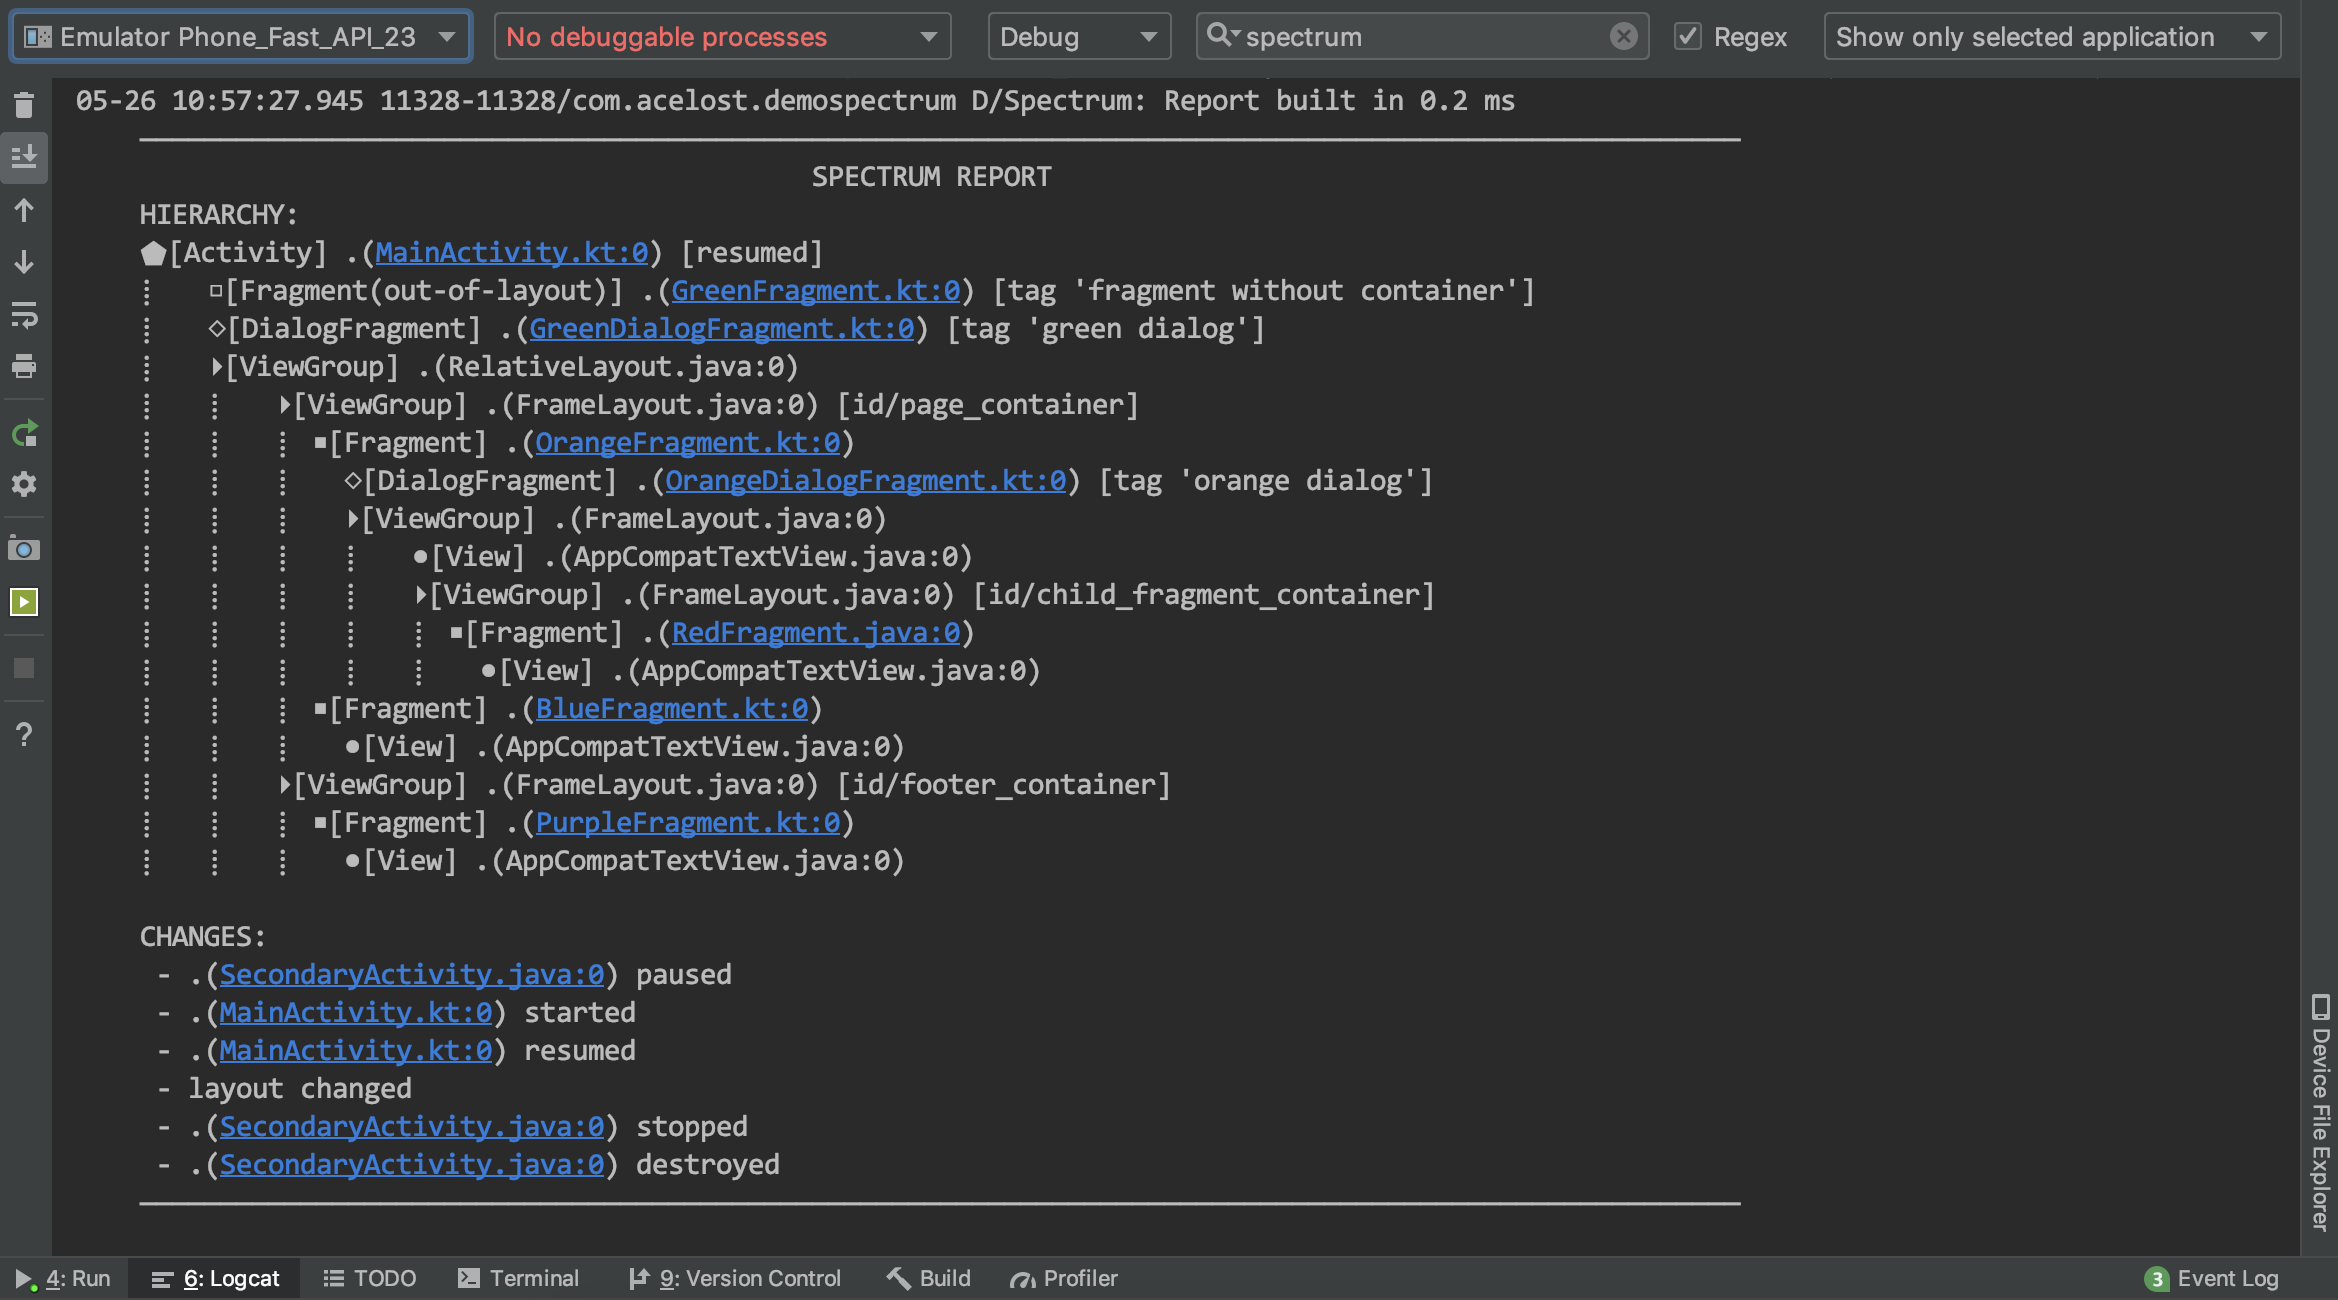 Emulator Phone_Fast_API_23 No debuggable processes Debug spectrum Regex Show only selected application
05-26 10:57:27.945 11328-11328/com.acelost.demospectrum D/Spectrum: Report built in 0.2 ms
SPECTRUM REPORT
HIERARCHY:
⬟[Activity] .(MainActivity.kt:0) [resumed]
┊ ▫[Fragment(out-of-layout)] .(GreenFragment.kt:0) [tag 'fragment without container']
┊ ◇[DialogFragment] .(GreenDialogFragment.kt:0) [tag 'green dialog']
┊ ▸[ViewGroup] .(RelativeLayout.java:0)
┊ ┊ ▸[ViewGroup] .(FrameLayout.java:0) [id/page_container]
┊ ┊ ┊ ▪[Fragment] .(OrangeFragment.kt:0)
┊ ┊ ┊ ◇[DialogFragment] .(OrangeDialogFragment.kt:0) [tag 'orange dialog']
┊ ┊ ┊ ▸[ViewGroup] .(FrameLayout.java:0)
┊ ┊ ┊ ┊ •[View] .(AppCompatTextView.java:0)
┊ ┊ ┊ ┊ ▸[ViewGroup] .(FrameLayout.java:0) [id/child_fragment_container]
┊ ┊ ┊ ┊ ┊ ▪[Fragment] .(RedFragment.java:0)
┊ ┊ ┊ ┊ ┊ •[View] .(AppCompatTextView.java:0)
┊ ┊ ┊ ▪[Fragment] .(BlueFragment.kt:0)
┊ ┊ ┊ •[View] .(AppCompatTextView.java:0)
┊ ┊ ▸[ViewGroup] .(FrameLayout.java:0) [id/footer_container]
┊ ┊ ┊ ▪[Fragment] .(PurpleFragment.kt:0)
┊ ┊ ┊ •[View] .(AppCompatTextView.java:0)
CHANGES:
- .(SecondaryActivity.java:0) paused
- .(MainActivity.kt:0) started
- .(MainActivity.kt:0) resumed
- layout changed
- .(SecondaryActivity.java:0) stopped
- .(SecondaryActivity.java:0) destroyed
Device File Explorer
4: Run 6: Logcat TODO Terminal 9: Version Control Build Profiler 3 Event Log